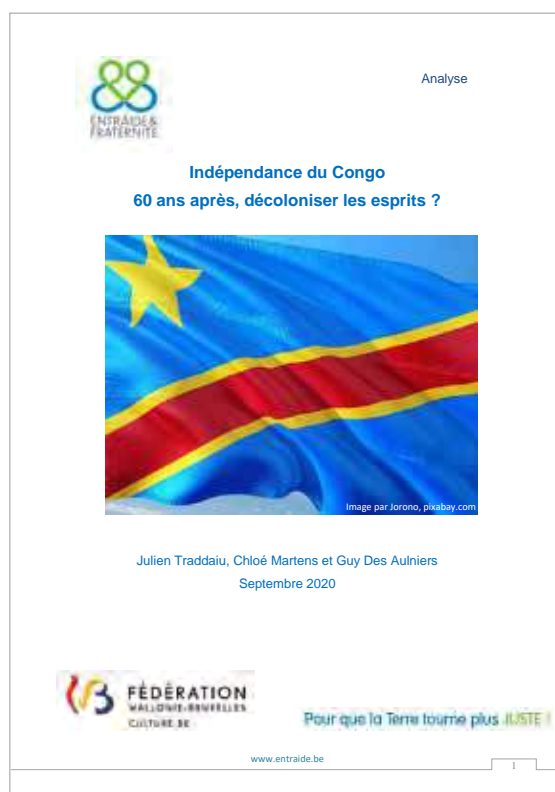 Analyse
ENTRAIDE&
FRATERNITÉ
Indépendance du Congo
60 ans après, décoloniser les esprits ?
Image par Jorono, pixabay.com
Julien Traddaiu, Chloé Martens et Guy Des Aulniers
Septembre 2020
FÉDÉRATION
WALLONIE-BRUXELLES
CULTURE.BE
Pour que la Terre tourne plus JUSTE !
www.entraide.be
1